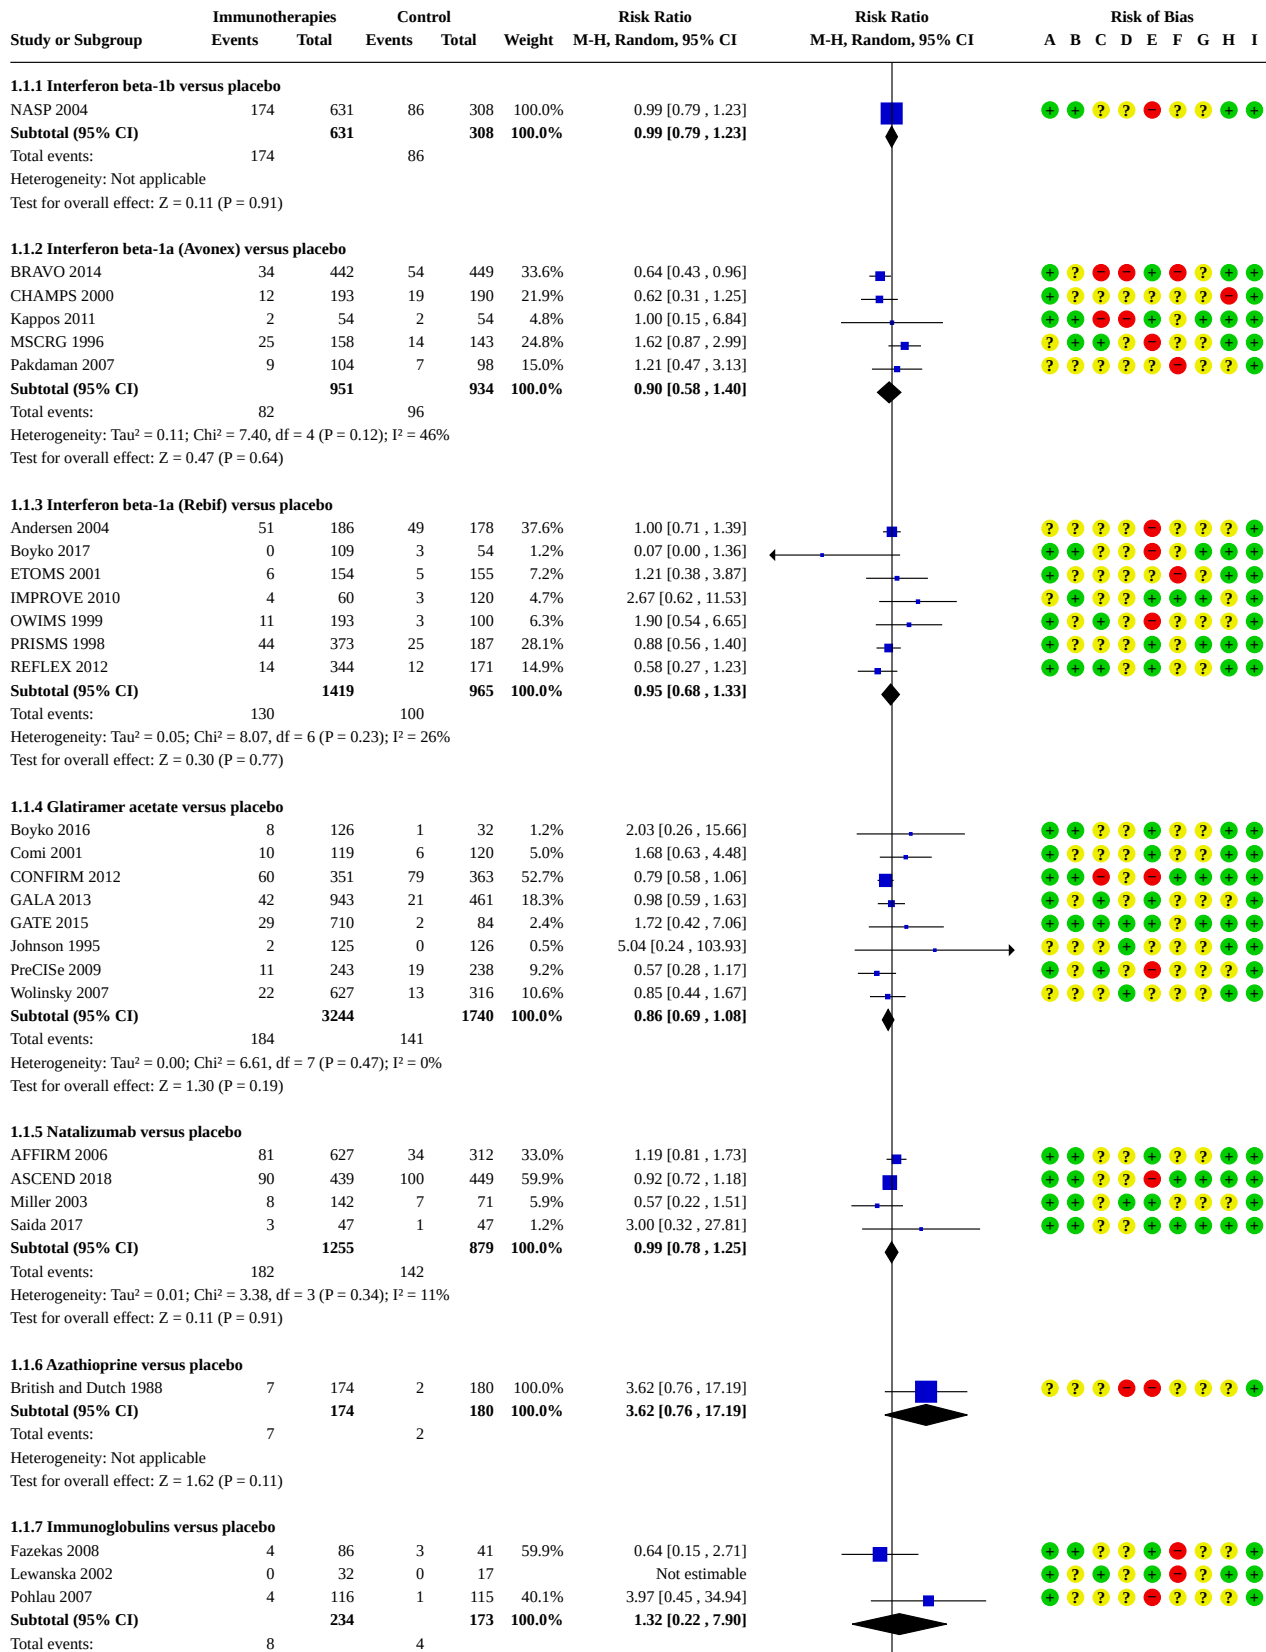 Immunotherapies Control Risk Ratio Risk Ratio Risk of Bias
Study or Subgroup Events Total Events Total Weight M-H, Random, 95% CI M-H, Random, 95% CI A B C D E F G H I
1.1.1 Interferon beta-1b versus placebo
NASP 2004 174 631 86 308 100.0% 0.99 [0.79 , 1.23] + + ? ? − ? ? + +
Subtotal (95% CI) 631 308 100.0% 0.99 [0.79 , 1.23]
Total events: 174 86
Heterogeneity: Not applicable
Test for overall effect: Z = 0.11 (P = 0.91)
1.1.2 Interferon beta-1a (Avonex) versus placebo
BRAVO 2014 34 442 54 449 33.6% 0.64 [0.43 , 0.96] + ? − − + − ? + +
CHAMPS 2000 12 193 19 190 21.9% 0.62 [0.31 , 1.25] + ? ? ? ? ? ? − +
Kappos 2011 2 54 2 54 4.8% 1.00 [0.15 , 6.84] + + − − + ? + + +
MSCRG 1996 25 158 14 143 24.8% 1.62 [0.87 , 2.99] ? + + ? − ? ? + +
Pakdaman 2007 9 104 7 98 15.0% 1.21 [0.47 , 3.13] ? ? ? ? ? − ? ? +
Subtotal (95% CI) 951 934 100.0% 0.90 [0.58 , 1.40]
Total events: 82 96
Heterogeneity: Tau² = 0.11; Chi² = 7.40, df = 4 (P = 0.12); I² = 46%
Test for overall effect: Z = 0.47 (P = 0.64)
1.1.3 Interferon beta-1a (Rebif) versus placebo
Andersen 2004 51 186 49 178 37.6% 1.00 [0.71 , 1.39] ? ? ? ? − ? ? ? +
Boyko 2017 0 109 3 54 1.2% 0.07 [0.00 , 1.36] + + ? ? − ? + + +
ETOMS 2001 6 154 5 155 7.2% 1.21 [0.38 , 3.87] + ? ? ? ? − ? + +
IMPROVE 2010 4 60 3 120 4.7% 2.67 [0.62 , 11.53] ? + ? ? + + + ? +
OWIMS 1999 11 193 3 100 6.3% 1.90 [0.54 , 6.65] + ? + ? − ? ? ? +
PRISMS 1998 44 373 25 187 28.1% 0.88 [0.56 , 1.40] + ? ? ? + ? + + +
REFLEX 2012 14 344 12 171 14.9% 0.58 [0.27 , 1.23] + + + ? + ? ? + +
Subtotal (95% CI) 1419 965 100.0% 0.95 [0.68 , 1.33]
Total events: 130 100
Heterogeneity: Tau² = 0.05; Chi² = 8.07, df = 6 (P = 0.23); I² = 26%
Test for overall effect: Z = 0.30 (P = 0.77)
1.1.4 Glatiramer acetate versus placebo
Boyko 2016 8 126 1 32 1.2% 2.03 [0.26 , 15.66] + + ? ? + ? ? + +
Comi 2001 10 119 6 120 5.0% 1.68 [0.63 , 4.48] + ? ? ? + ? ? + +
CONFIRM 2012 60 351 79 363 52.7% 0.79 [0.58 , 1.06] + + − ? − + + + +
GALA 2013 42 943 21 461 18.3% 0.98 [0.59 , 1.63] + ? + ? + ? ? ? +
GATE 2015 29 710 2 84 2.4% 1.72 [0.42 , 7.06] + + + + + ? + + +
Johnson 1995 2 125 0 126 0.5% 5.04 [0.24 , 103.93] ? ? ? + ? ? ? + +
PreCISe 2009 11 243 19 238 9.2% 0.57 [0.28 , 1.17] + ? + ? − ? ? ? +
Wolinsky 2007 22 627 13 316 10.6% 0.85 [0.44 , 1.67] ? ? ? + ? ? ? + +
Subtotal (95% CI) 3244 1740 100.0% 0.86 [0.69 , 1.08]
Total events: 184 141
Heterogeneity: Tau² = 0.00; Chi² = 6.61, df = 7 (P = 0.47); I² = 0%
Test for overall effect: Z = 1.30 (P = 0.19)
1.1.5 Natalizumab versus placebo
AFFIRM 2006 81 627 34 312 33.0% 1.19 [0.81 , 1.73] + + ? ? + ? ? + +
ASCEND 2018 90 439 100 449 59.9% 0.92 [0.72 , 1.18] + + ? ? − + + + +
Miller 2003 8 142 7 71 5.9% 0.57 [0.22 , 1.51] + + ? + + ? ? ? +
Saida 2017 3 47 1 47 1.2% 3.00 [0.32 , 27.81] + + ? ? + + + + +
Subtotal (95% CI) 1255 879 100.0% 0.99 [0.78 , 1.25]
Total events: 182 142
Heterogeneity: Tau² = 0.01; Chi² = 3.38, df = 3 (P = 0.34); I² = 11%
Test for overall effect: Z = 0.11 (P = 0.91)
1.1.6 Azathioprine versus placebo
British and Dutch 1988 7 174 2 180 100.0% 3.62 [0.76 , 17.19] ? ? ? − − ? ? ? +
Subtotal (95% CI) 174 180 100.0% 3.62 [0.76 , 17.19]
Total events: 7 2
Heterogeneity: Not applicable
Test for overall effect: Z = 1.62 (P = 0.11)
1.1.7 Immunoglobulins versus placebo
Fazekas 2008 4 86 3 41 59.9% 0.64 [0.15 , 2.71] + + ? ? + − ? ? +
Lewanska 2002 0 32 0 17 Not estimable + ? + ? + − ? ? +
Pohlau 2007 4 116 1 115 40.1% 3.97 [0.45 , 34.94] + ? ? ? − ? ? ? +
Subtotal (95% CI) 234 173 100.0% 1.32 [0.22 , 7.90]
Total events: 8 4